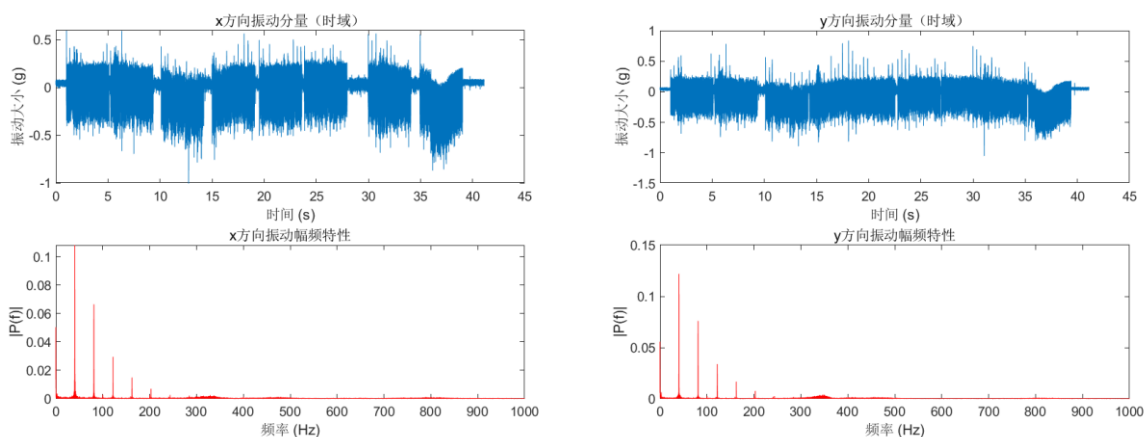 x方向振动分量（时域）
0.5
0
-0.5
-1
振动大小 (g)
0 5 10 15 20 25 30 35 40 45
时间 (s)
y方向振动分量（时域）
1
0.5
0
-0.5
-1
-1.5
振动大小 (g)
0 5 10 15 20 25 30 35 40 45
时间 (s)
x方向振动幅频特性
0.1
0.08
0.06
0.04
0.02
0
|P(f)|
0 100 200 300 400 500 600 700 800 900 1000
频率 (Hz)
y方向振动幅频特性
0.15
0.1
0.05
0
|P(f)|
0 100 200 300 400 500 600 700 800 900 1000
频率 (Hz)